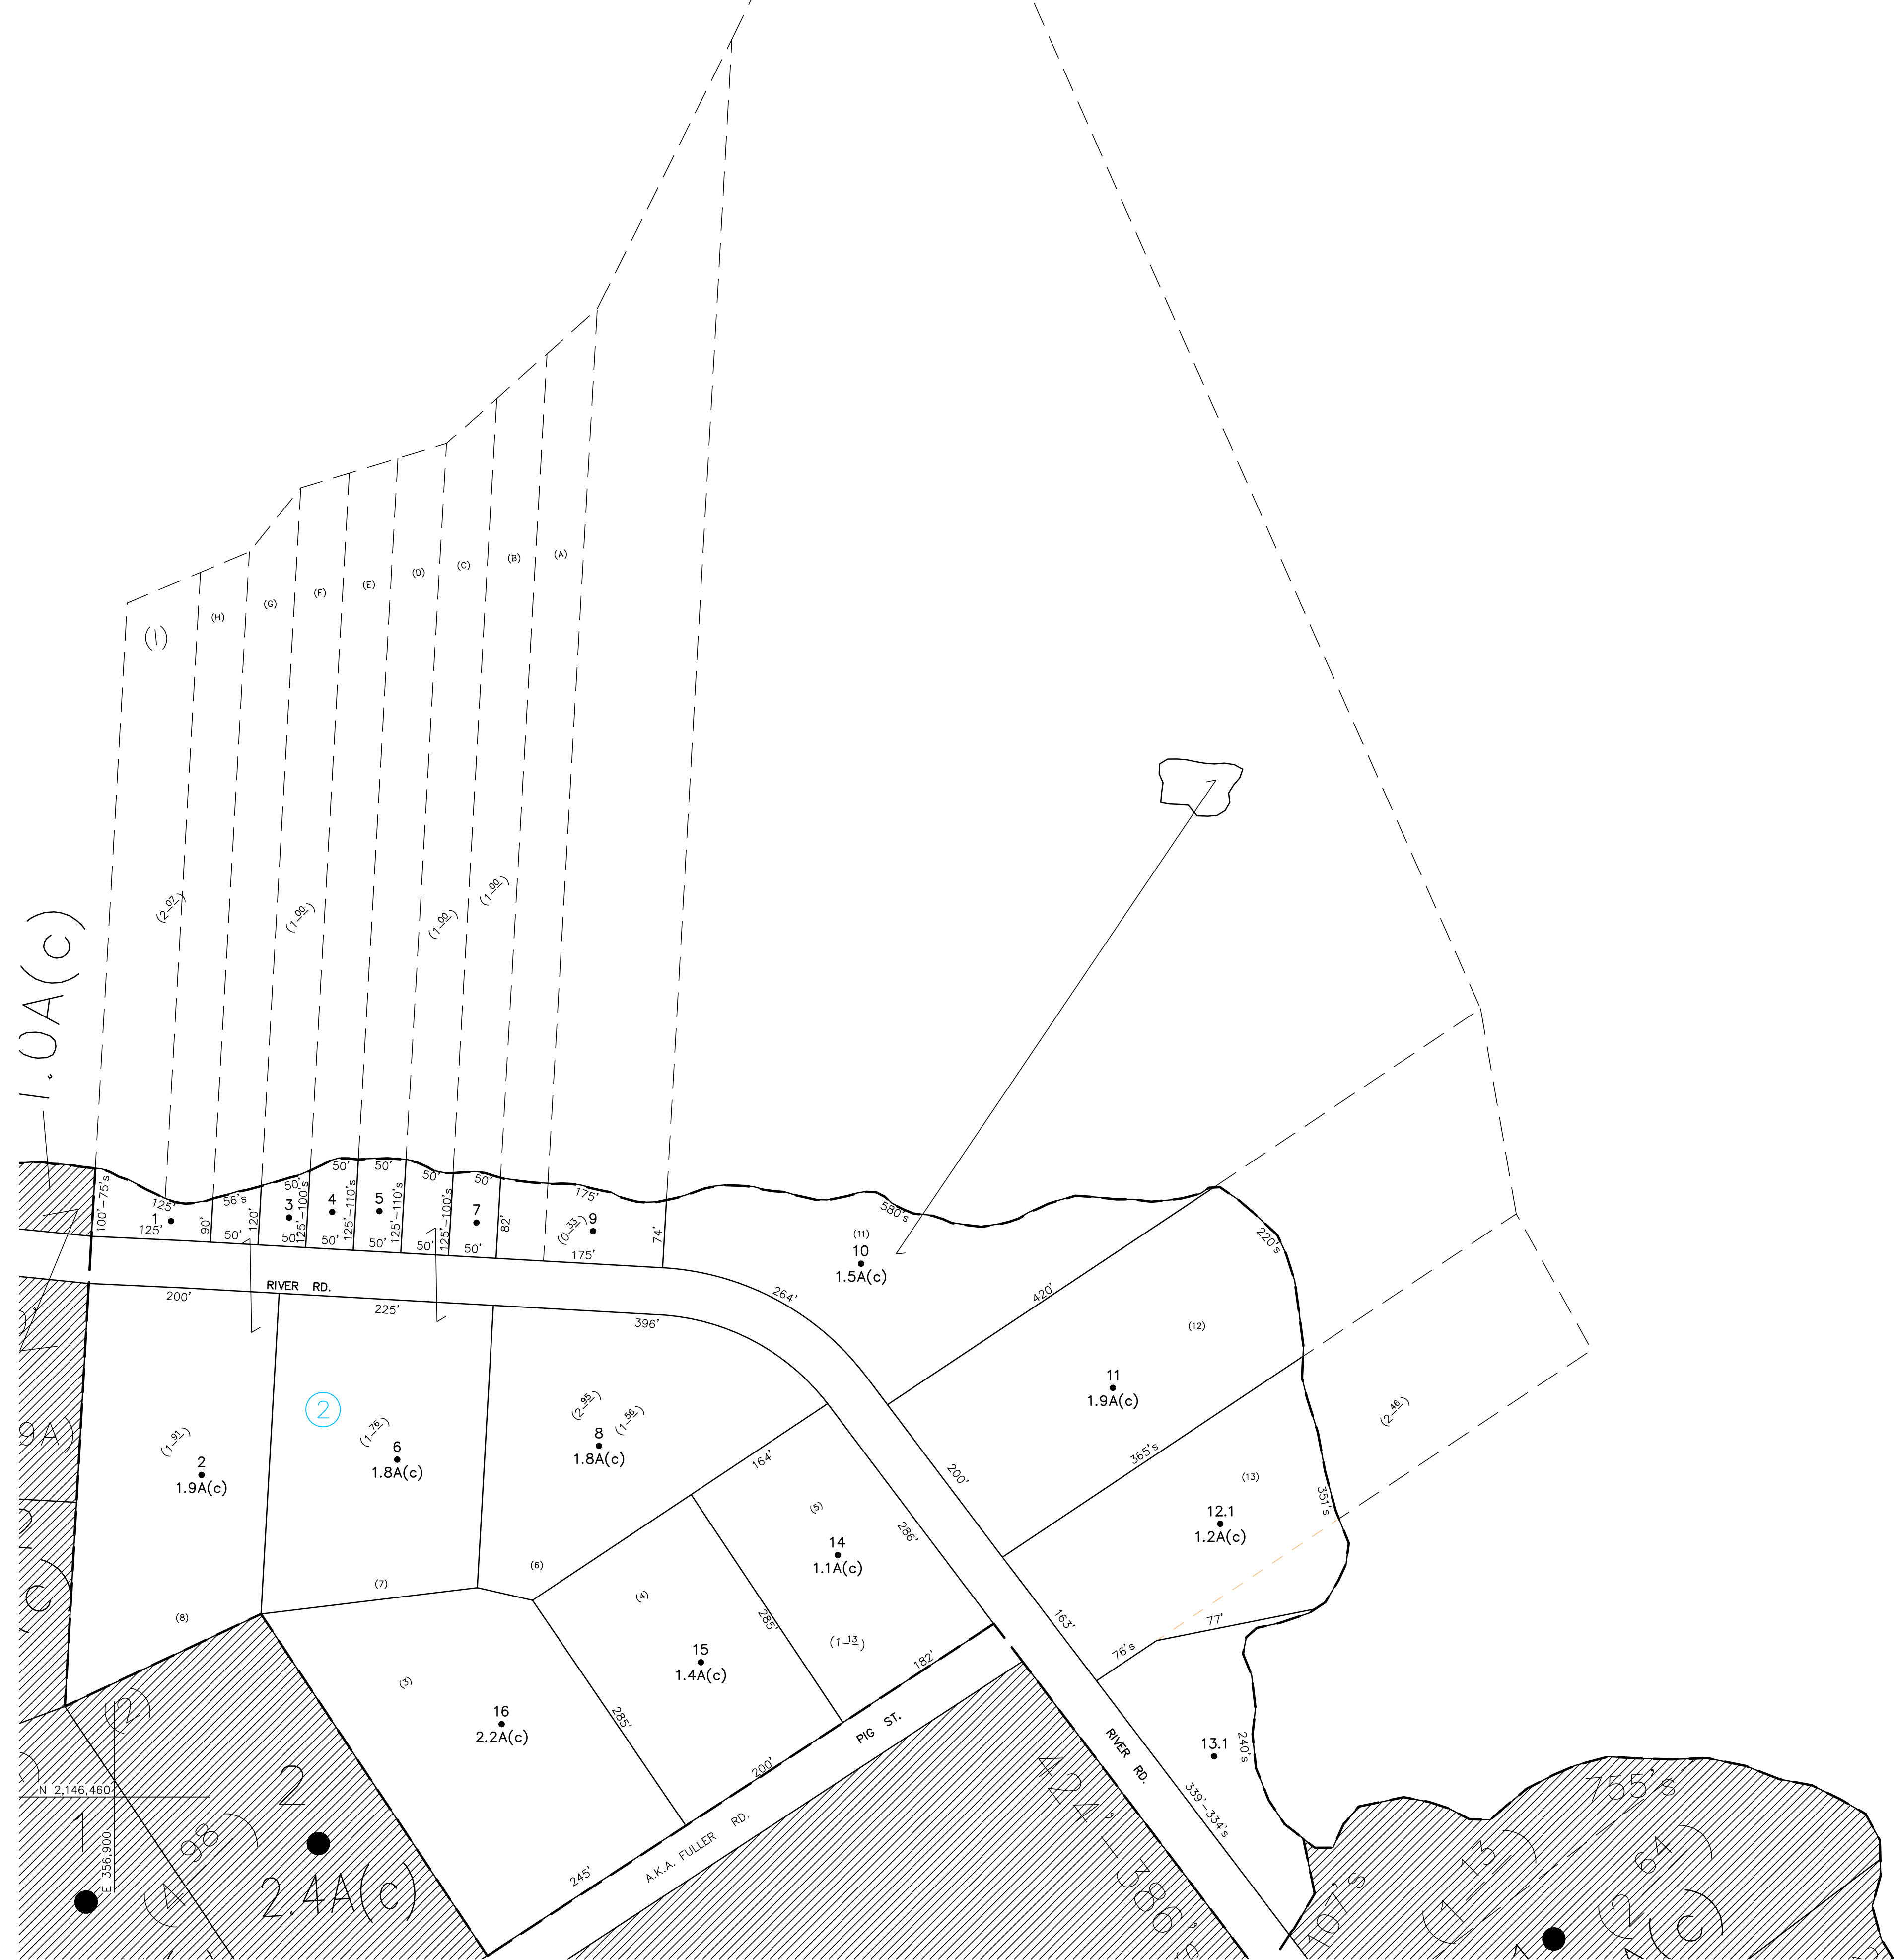 (A)
(B)
(C)
(D)
(E)
(F)
(G)
(H)
(I)
(2-07)
(1-00)
(1-00)
(1-00)
1.0A(c)
100'-75's
1
125'
125'
90'
56's
50'
120'
50's
3
50'
125'-100's
50'
4
50'
125'-110's
50'
5
50'
125'-110's
50'
50'
125'-100's
50'
7
50'
82'
175'
(0-33)
9
175'
74'
580's
(11)
10
1.5A(c)
264'
RIVER RD.
200'
225'
396'
420'
220's
(12)
11
1.9A(c)
365's
(2-46)
200'
(13)
12.1
1.2A(c)
351's
163'
76's
77'
2
(1-91)
2
1.9A(c)
(8)
(1-76)
6
1.8A(c)
(7)
(2-95)
(1-56)
8
1.8A(c)
(6)
164'
(5)
14
1.1A(c)
286'
285'
(1-13)
182'
(4)
15
1.4A(c)
285'
200'
(3)
16
2.2A(c)
245'
PIG ST.
A.K.A. FULLER RD.
RIVER RD.
13.1
240's
339'-334's
9A)
(2)
N 2,146,460
E 356,900
1
2
2.4A(c)
755's
107's